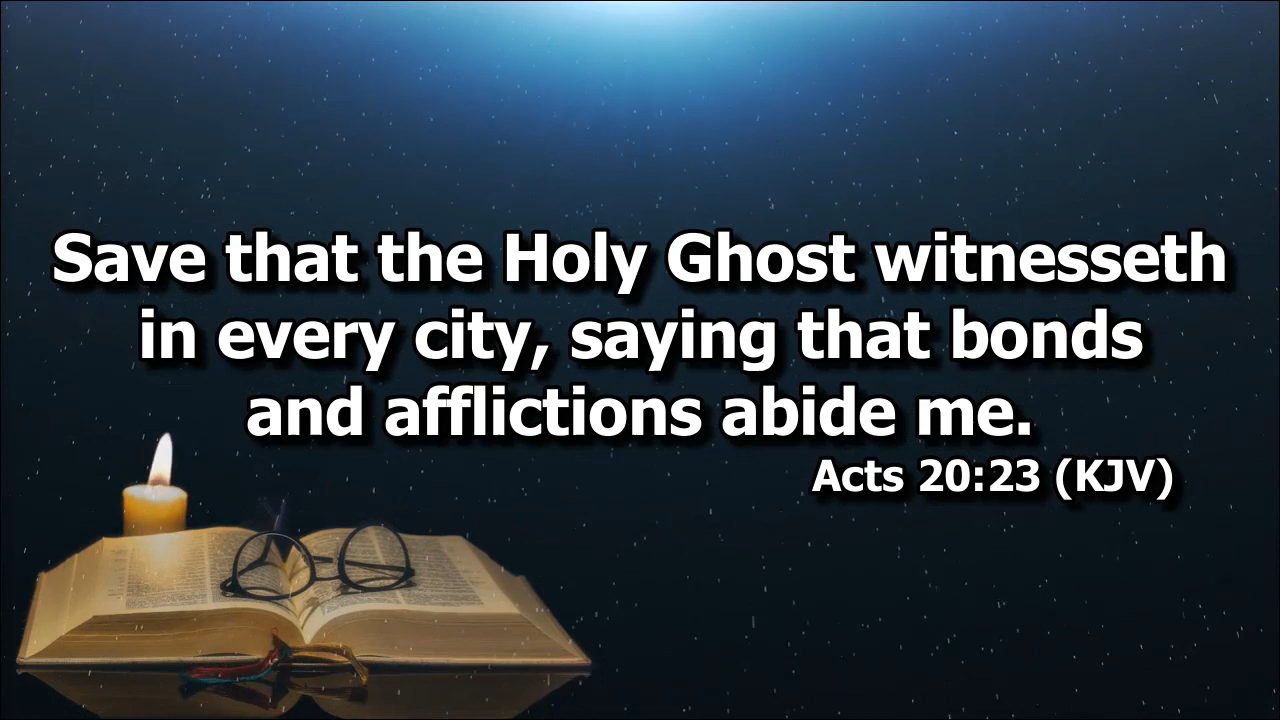 Save that the Holy Ghost witnesseth
in every city, saying that bonds
and afflictions abide me.
Acts 20:23 (KJV)